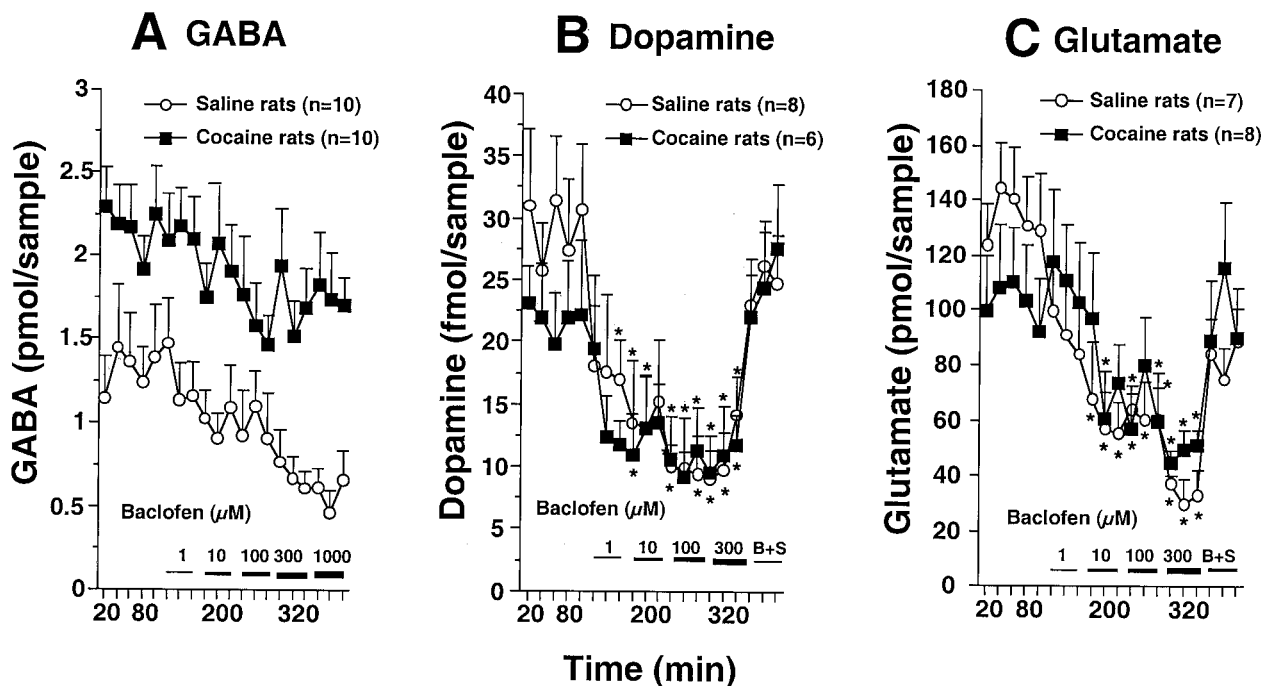 A GABA
GABA (pmol/sample)
3
2.5
2
1.5
1
0.5
0
Saline rats (n=10)
Cocaine rats (n=10)
Baclofen (µM)
1 10 100 300 1000
20 80 200 320
B Dopamine
Dopamine (fmol/sample)
40
35
30
25
20
15
10
5
0
Saline rats (n=8)
Cocaine rats (n=6)
Baclofen (µM)
1 10 100 300 B+S
20 80 200 320
C Glutamate
Glutamate (pmol/sample)
180
160
140
120
100
80
60
40
20
0
Saline rats (n=7)
Cocaine rats (n=8)
Baclofen (µM)
1 10 100 300 B+S
20 80 200 320
Time (min)